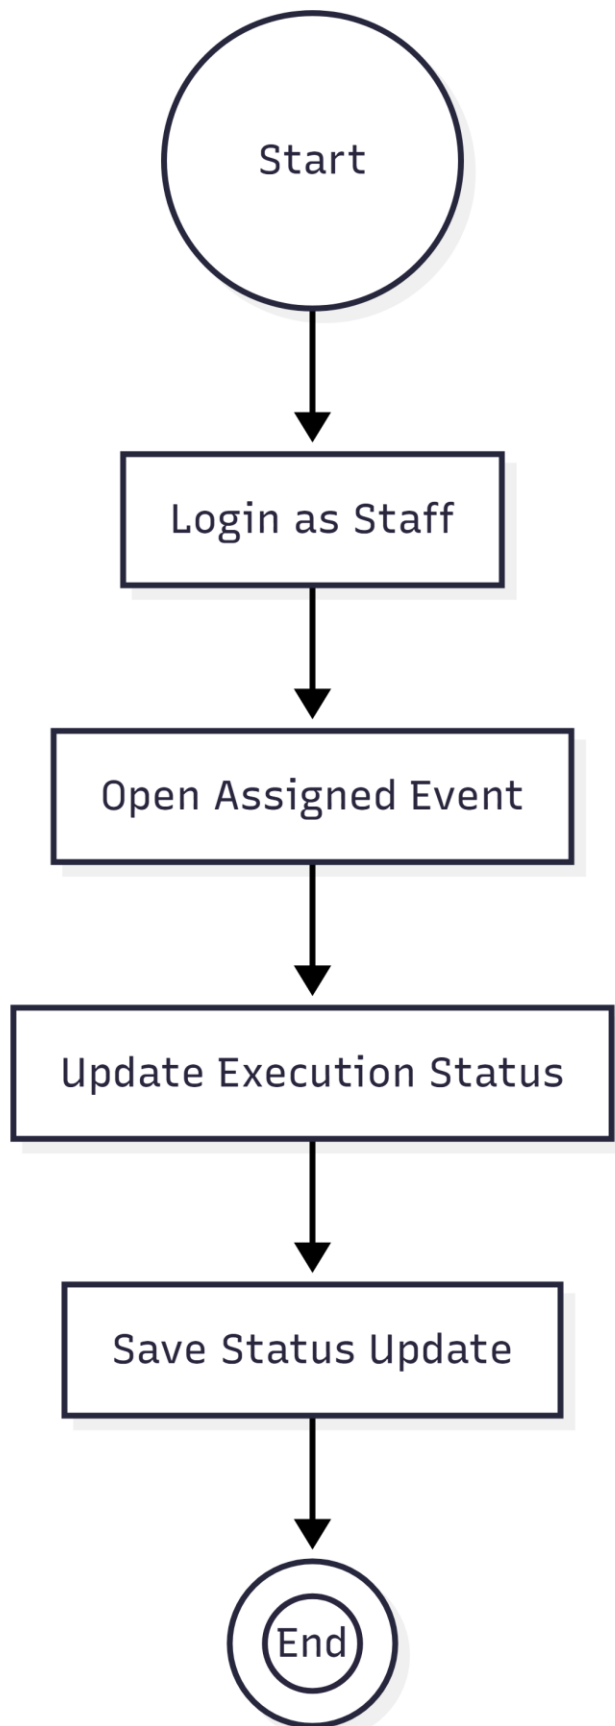 Start
Login as Staff
Open Assigned Event
Update Execution Status
Save Status Update
End